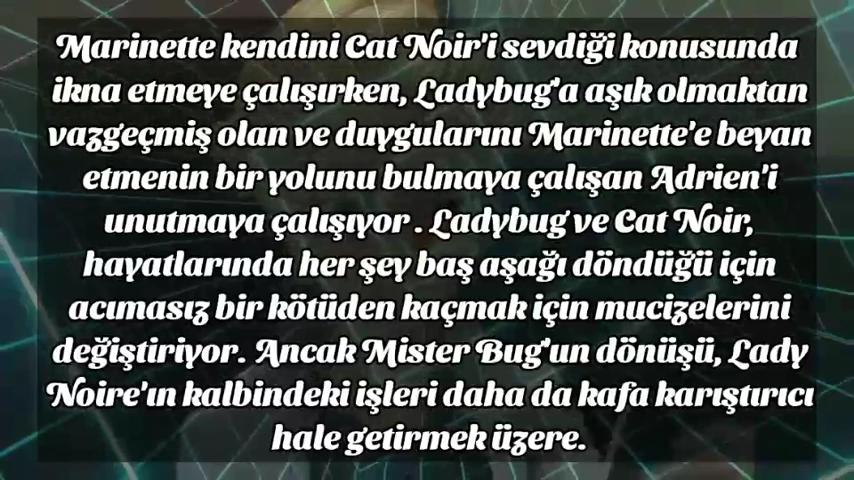 Marinette kendini Cat Noir'i sevdiği konusunda
ikna etmeye çalışırken, Ladybug'a aşık olmaktan
vazgeçmiş olan ve duygularını Marinette'e beyan
etmenin bir yolunu bulmaya çalışan Adrien'i
unutmaya çalışıyor . Ladybug ve Cat Noir,
hayatlarında her şey baş aşağı döndüğü için
acımasız bir kötüden kaçmak için mucizelerini
değiştiriyor. Ancak Mister Bug'un dönüşü, Lady
Noire'ın kalbindeki işleri daha da kafa karıştırıcı
hale getirmek üzere.